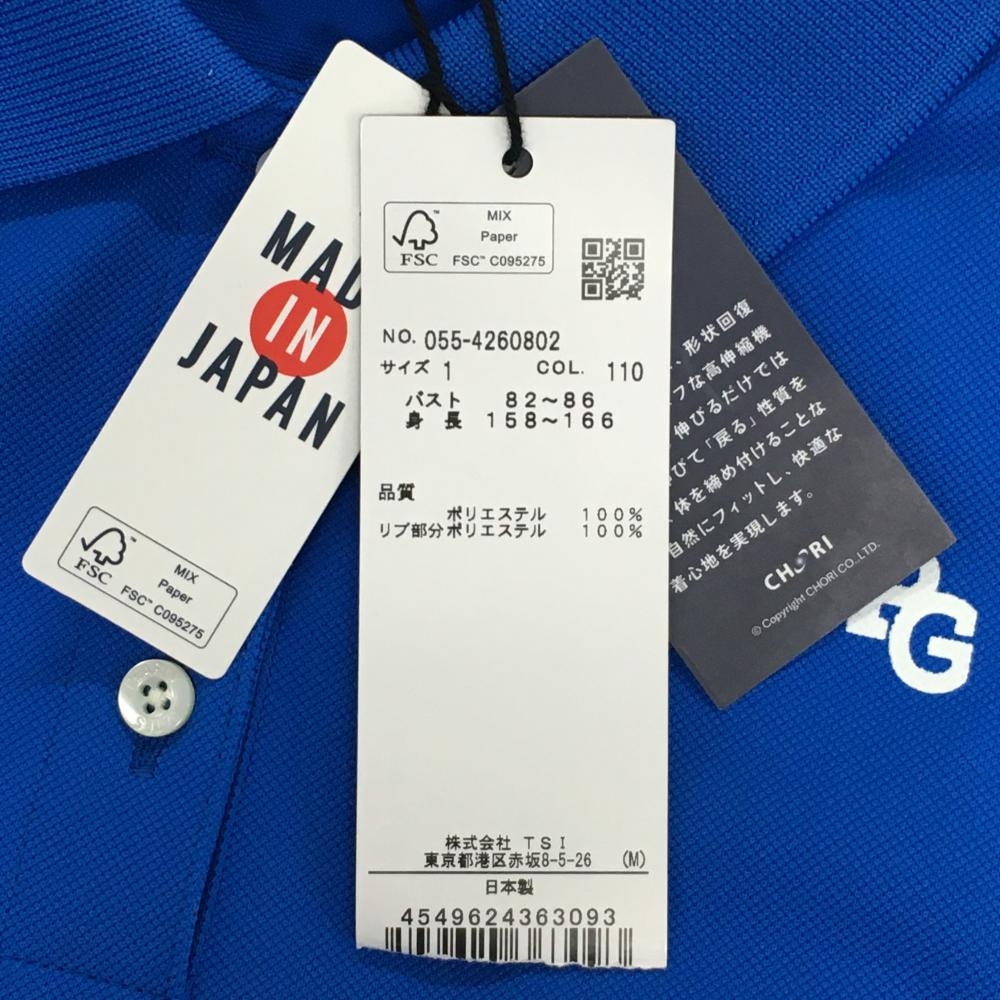 MAD
IN
JAPAN
FSC
MIX
Paper
FSC™ C095275
FSC
MIX
Paper
FSC™ C095275
NO. 055-4260802
サイズ 1 COL. 110
バスト 82～86
身長 158～166
品質
ポリエステル 100%
リブ部分ポリエステル 100%
株式会社 TSI
東京都港区赤坂8-5-26 (M)
日本製
4549624363093
、形状回復
フな高伸縮機
伸びるだけでは
びて「戻る」性質を
体を締め付けることな
自然にフィットし、快適な
着心地を実現します。
CHORI
© Copyright CHORI CO., LTD.
G